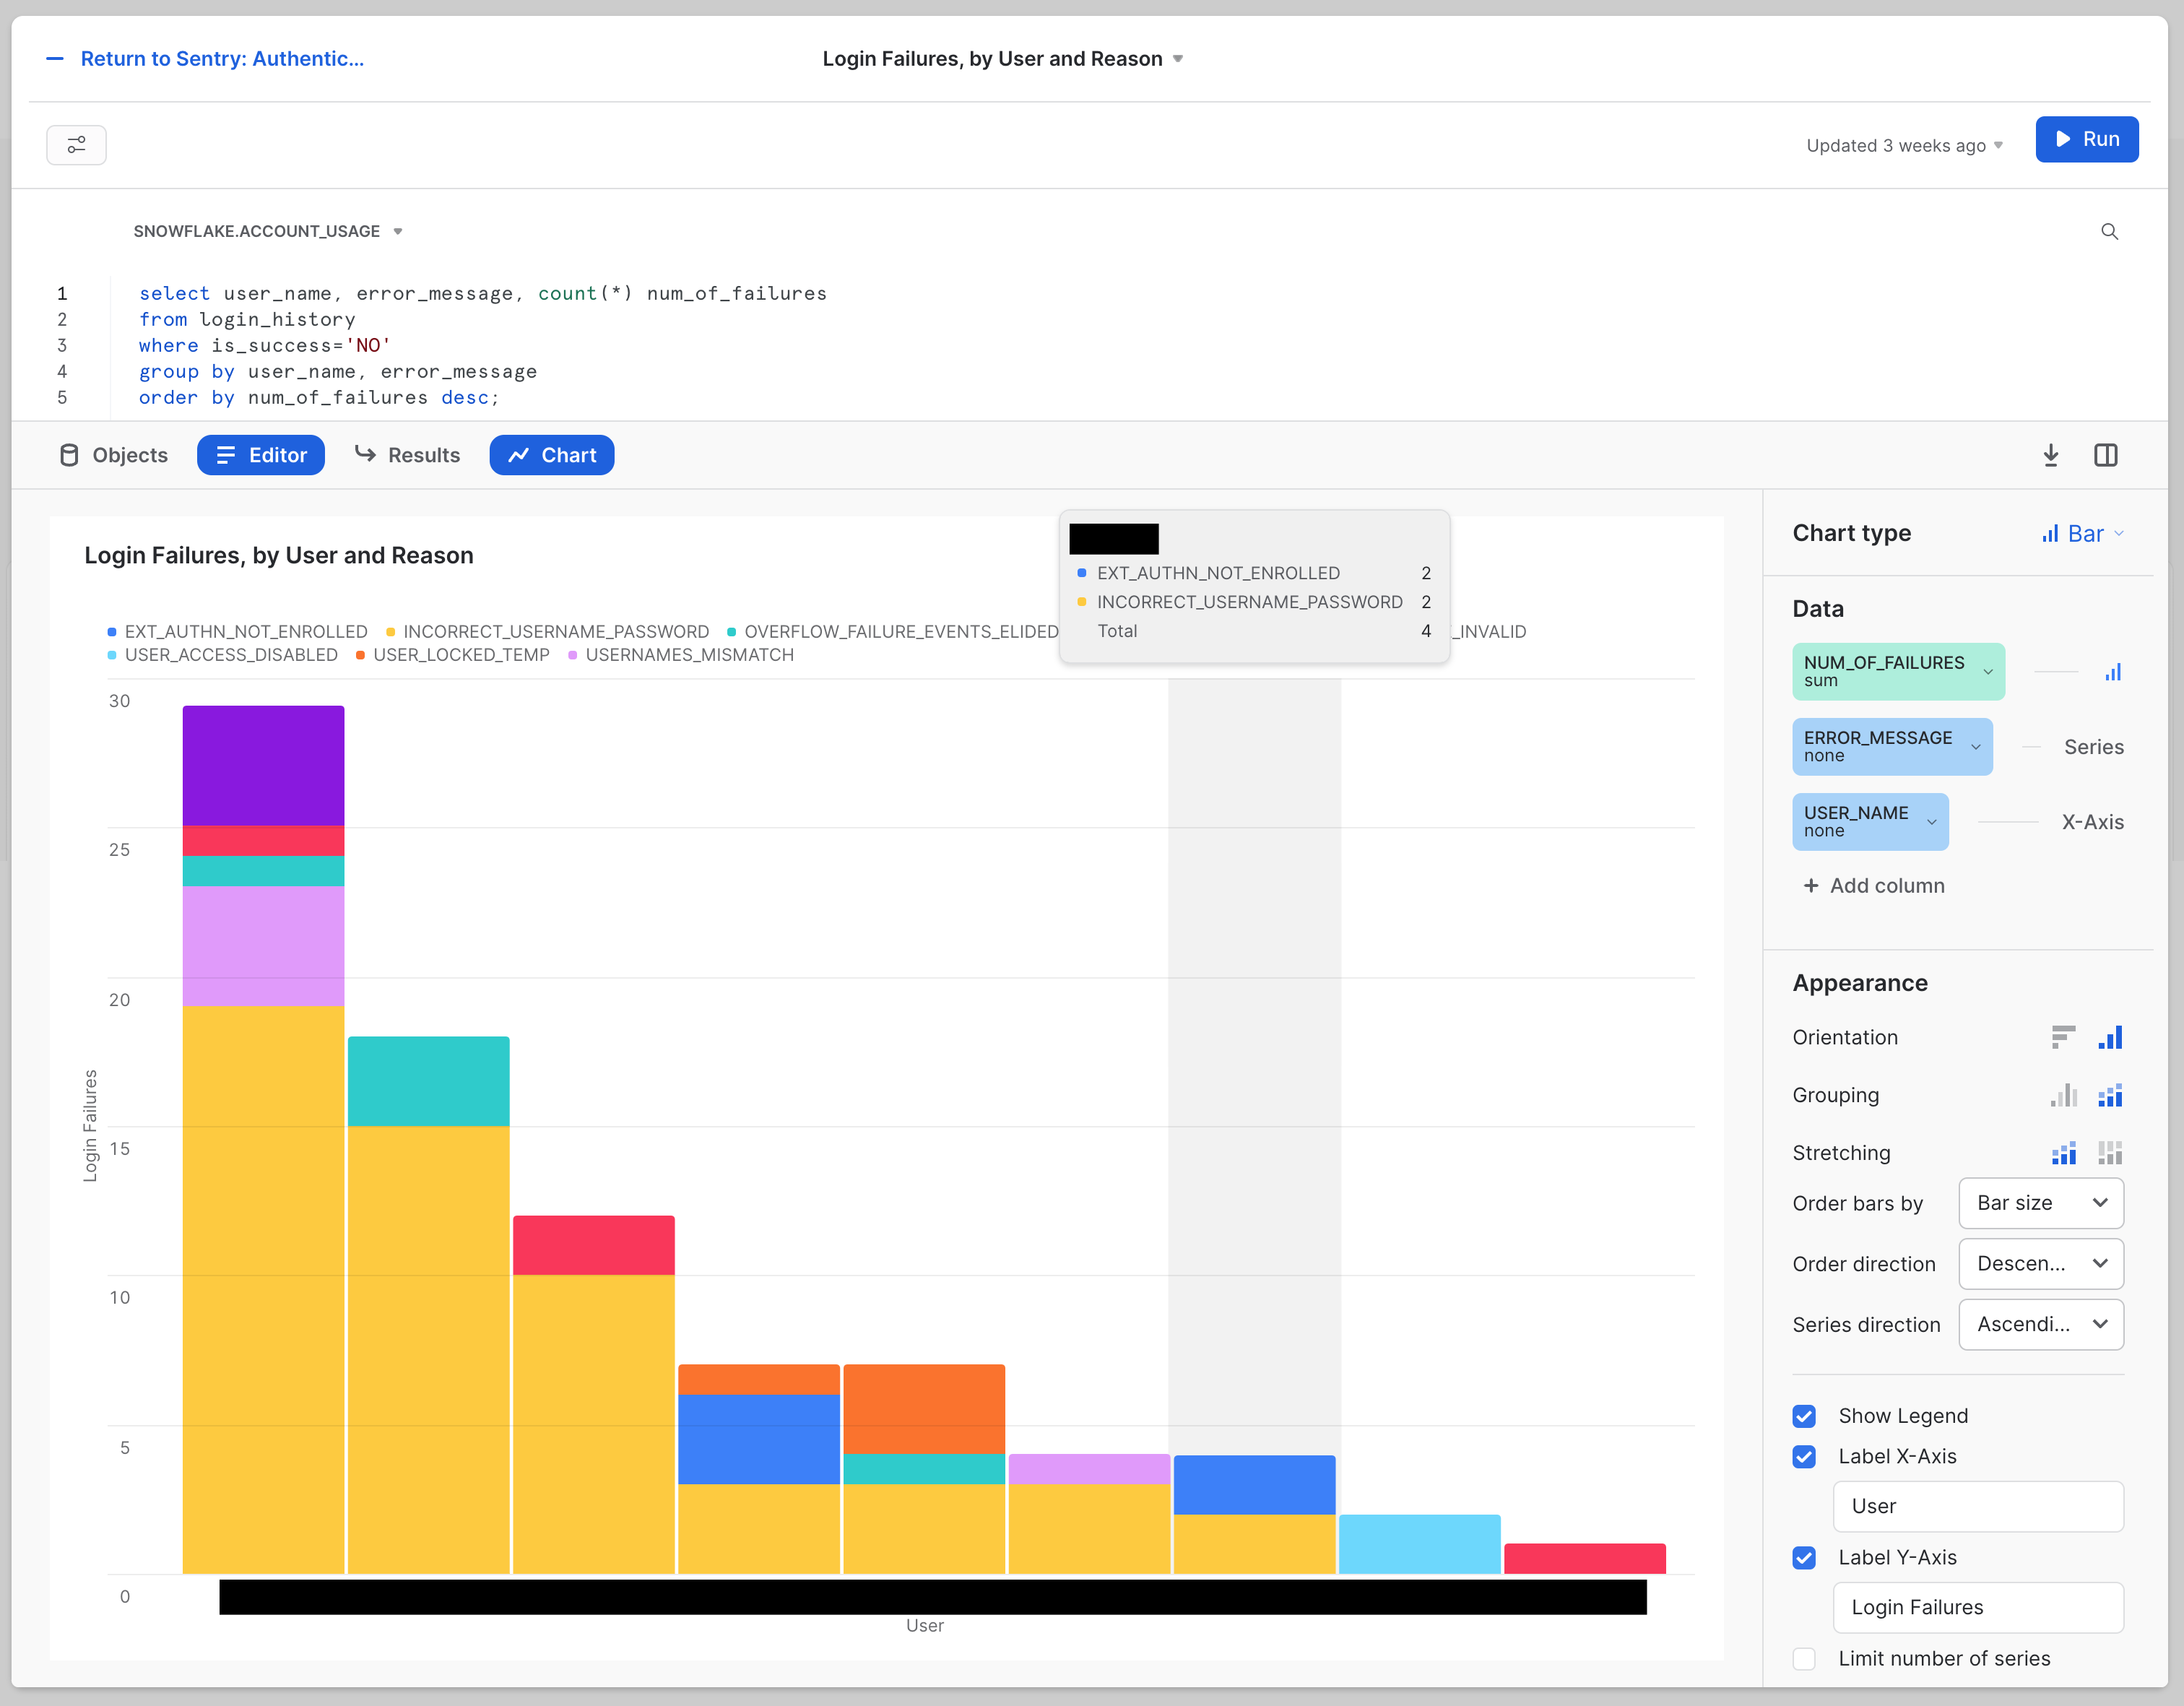 Return to Sentry: Authentic...
Login Failures, by User and Reason
Updated 3 weeks ago
Run
SNOWFLAKE.ACCOUNT_USAGE
1 select user_name, error_message, count(*) num_of_failures
2 from login_history
3 where is_success='NO'
4 group by user_name, error_message
5 order by num_of_failures desc;
Objects Editor Results Chart
Login Failures, by User and Reason
EXT_AUTHN_NOT_ENROLLED 2
INCORRECT_USERNAME_PASSWORD 2
Total 4
EXT_AUTHN_NOT_ENROLLED INCORRECT_USERNAME_PASSWORD OVERFLOW_FAILURE_EVENTS_ELIDED _INVALID
USER_ACCESS_DISABLED USER_LOCKED_TEMP USERNAMES_MISMATCH
30
25
20
15
10
5
0
Login Failures
User
Chart type Bar
Data
NUM_OF_FAILURES
sum
ERROR_MESSAGE
none
Series
USER_NAME
none
X-Axis
+ Add column
Appearance
Orientation
Grouping
Stretching
Order bars by Bar size
Order direction Descen...
Series direction Ascendi...
Show Legend
Label X-Axis
User
Label Y-Axis
Login Failures
Limit number of series